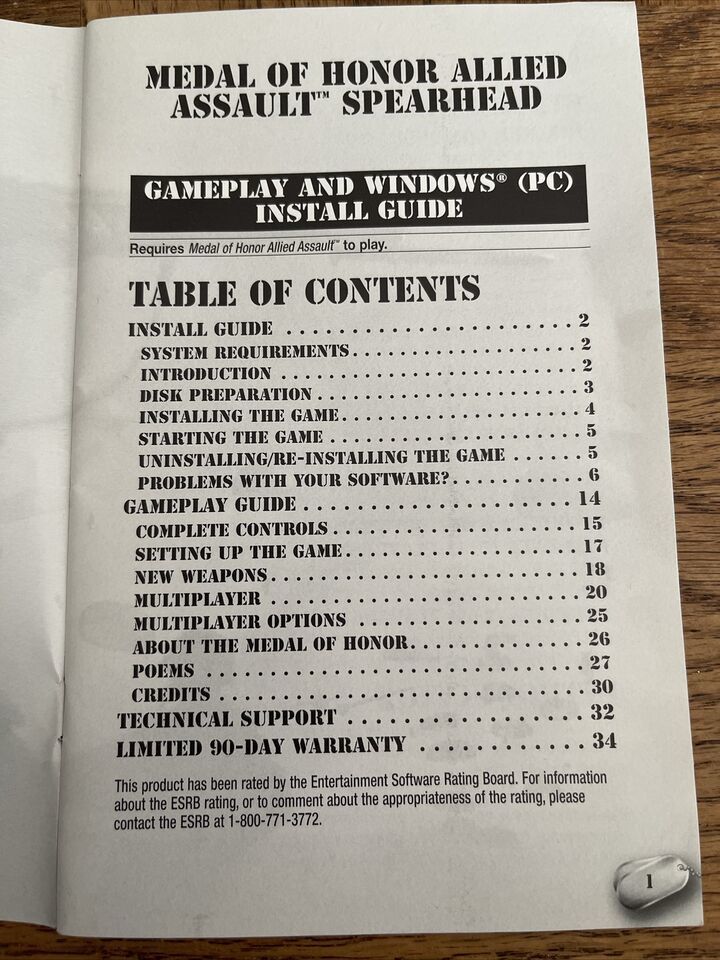 MEDAL OF HONOR ALLIED
ASSAULT™ SPEARHEAD
GAMEPLAY AND WINDOWS® (PC)
INSTALL GUIDE
Requires Medal of Honor Allied Assault™ to play.
TABLE OF CONTENTS
INSTALL GUIDE . . . . . . . . . . . . . . . . . . . . . . 2
SYSTEM REQUIREMENTS . . . . . . . . . . . . . . . . . . 2
INTRODUCTION . . . . . . . . . . . . . . . . . . . . . . . 2
DISK PREPARATION . . . . . . . . . . . . . . . . . . . . . 3
INSTALLING THE GAME . . . . . . . . . . . . . . . . . . . 4
STARTING THE GAME . . . . . . . . . . . . . . . . . . . . 5
UNINSTALLING/RE-INSTALLING THE GAME . . . . . . 5
PROBLEMS WITH YOUR SOFTWARE? . . . . . . . . . . . 6
GAMEPLAY GUIDE . . . . . . . . . . . . . . . . . . . . . 14
COMPLETE CONTROLS . . . . . . . . . . . . . . . . . . . 15
SETTING UP THE GAME . . . . . . . . . . . . . . . . . . 17
NEW WEAPONS . . . . . . . . . . . . . . . . . . . . . . . . 18
MULTIPLAYER . . . . . . . . . . . . . . . . . . . . . . . . 20
MULTIPLAYER OPTIONS . . . . . . . . . . . . . . . . . 25
ABOUT THE MEDAL OF HONOR . . . . . . . . . . . . . 26
POEMS . . . . . . . . . . . . . . . . . . . . . . . . . . . . 27
CREDITS . . . . . . . . . . . . . . . . . . . . . . . . . . . 30
TECHNICAL SUPPORT . . . . . . . . . . . . . . . . . . 32
LIMITED 90-DAY WARRANTY . . . . . . . . . . . . . 34
This product has been rated by the Entertainment Software Rating Board. For information
about the ESRB rating, or to comment about the appropriateness of the rating, please
contact the ESRB at 1-800-771-3772.
1